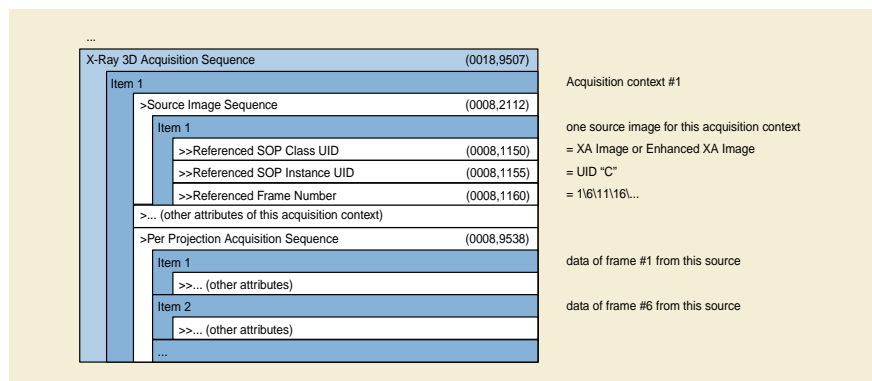 ...
X-Ray 3D Acquisition Sequence (0018,9507)
Item 1 Acquisition context #1
>Source Image Sequence (0008,2112)
Item 1 one source image for this acquisition context
>>Referenced SOP Class UID (0008,1150) = XA Image or Enhanced XA Image
>>Referenced SOP Instance UID (0008,1155) = UID “C”
>>Referenced Frame Number (0008,1160) = 1\6\11\16\...
>... (other attributes of this acquisition context)
>Per Projection Acquisition Sequence (0008,9538)
Item 1 data of frame #1 from this source
>>... (other attributes)
Item 2 data of frame #6 from this source
>>... (other attributes)
...